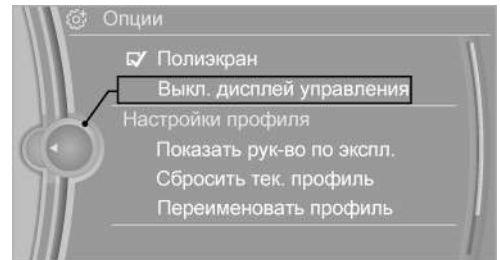 Опции
Полиэкран
Выкл. дисплей управления
Настройки профиля
Показать рук-во по экспл.
Сбросить тек. профиль
Переименовать профиль